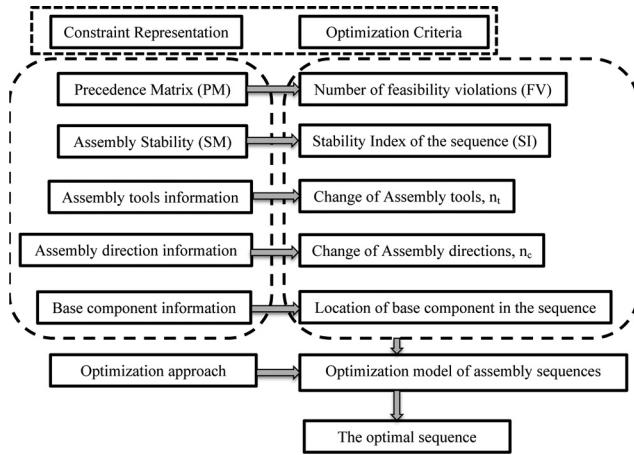 Constraint Representation
Optimization Criteria
Precedence Matrix (PM)
Number of feasibility violations (FV)
Assembly Stability (SM)
Stability Index of the sequence (SI)
Assembly tools information
Change of Assembly tools, nt
Assembly direction information
Change of Assembly directions, nc
Base component information
Location of base component in the sequence
Optimization approach
Optimization model of assembly sequences
The optimal sequence